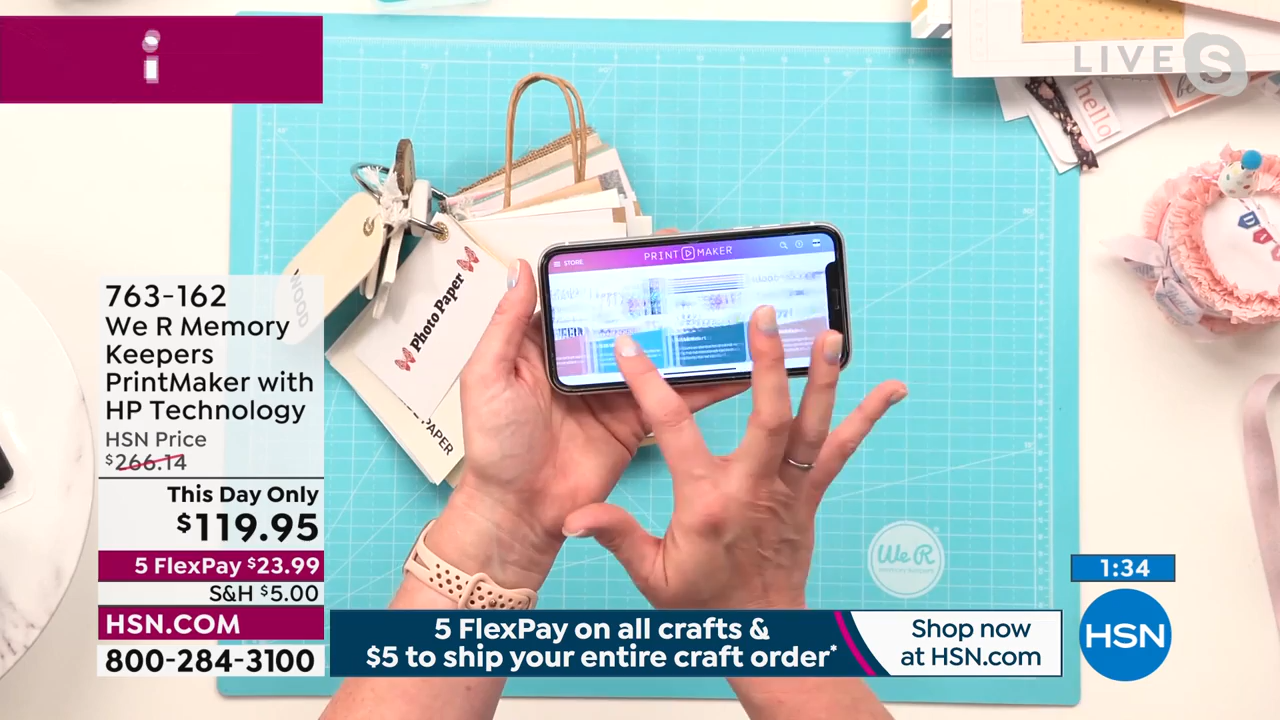 i
LIVE S
hello
be
STORE
PRINT MAKER
WOOD
Photo Paper
PAPER
763-162
We R Memory
Keepers
PrintMaker with
HP Technology
HSN Price
$266.14
This Day Only
$119.95
5 FlexPay $23.99
S&H $5.00
HSN.COM
800-284-3100
We R
1:34
HSN
5 FlexPay on all crafts &
$5 to ship your entire craft order*
Shop now
at HSN.com